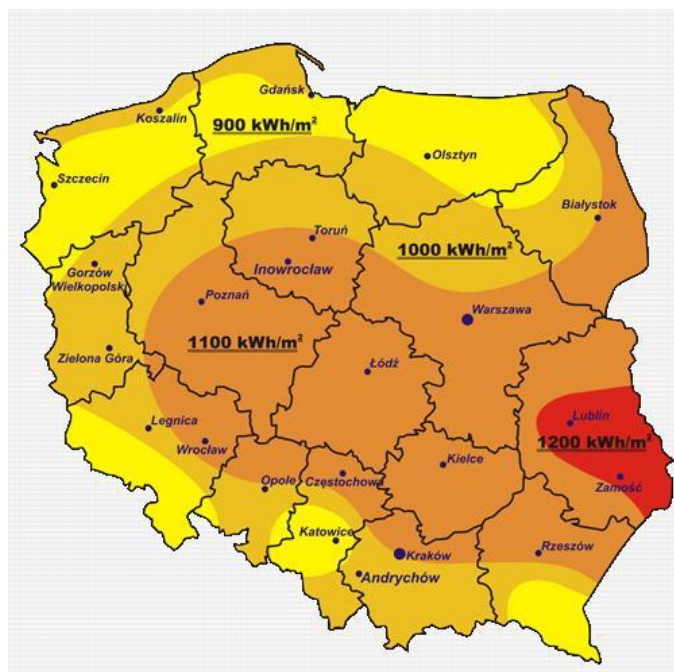 Gdańsk
Koszalin
900 kWh/m²
Olsztyn
Szczecin
Białystok
Toruń
1000 kWh/m²
Gorzów
Wielkopolski
Inowrocław
Poznań
Warszawa
1100 kWh/m²
Zielona Góra
Łódź
Legnica
Lublin
Wrocław
1200 kWh/m²
Kielce
Opole
Częstochowa
Zamość
Katowice
Kraków
Rzeszów
Andrychów